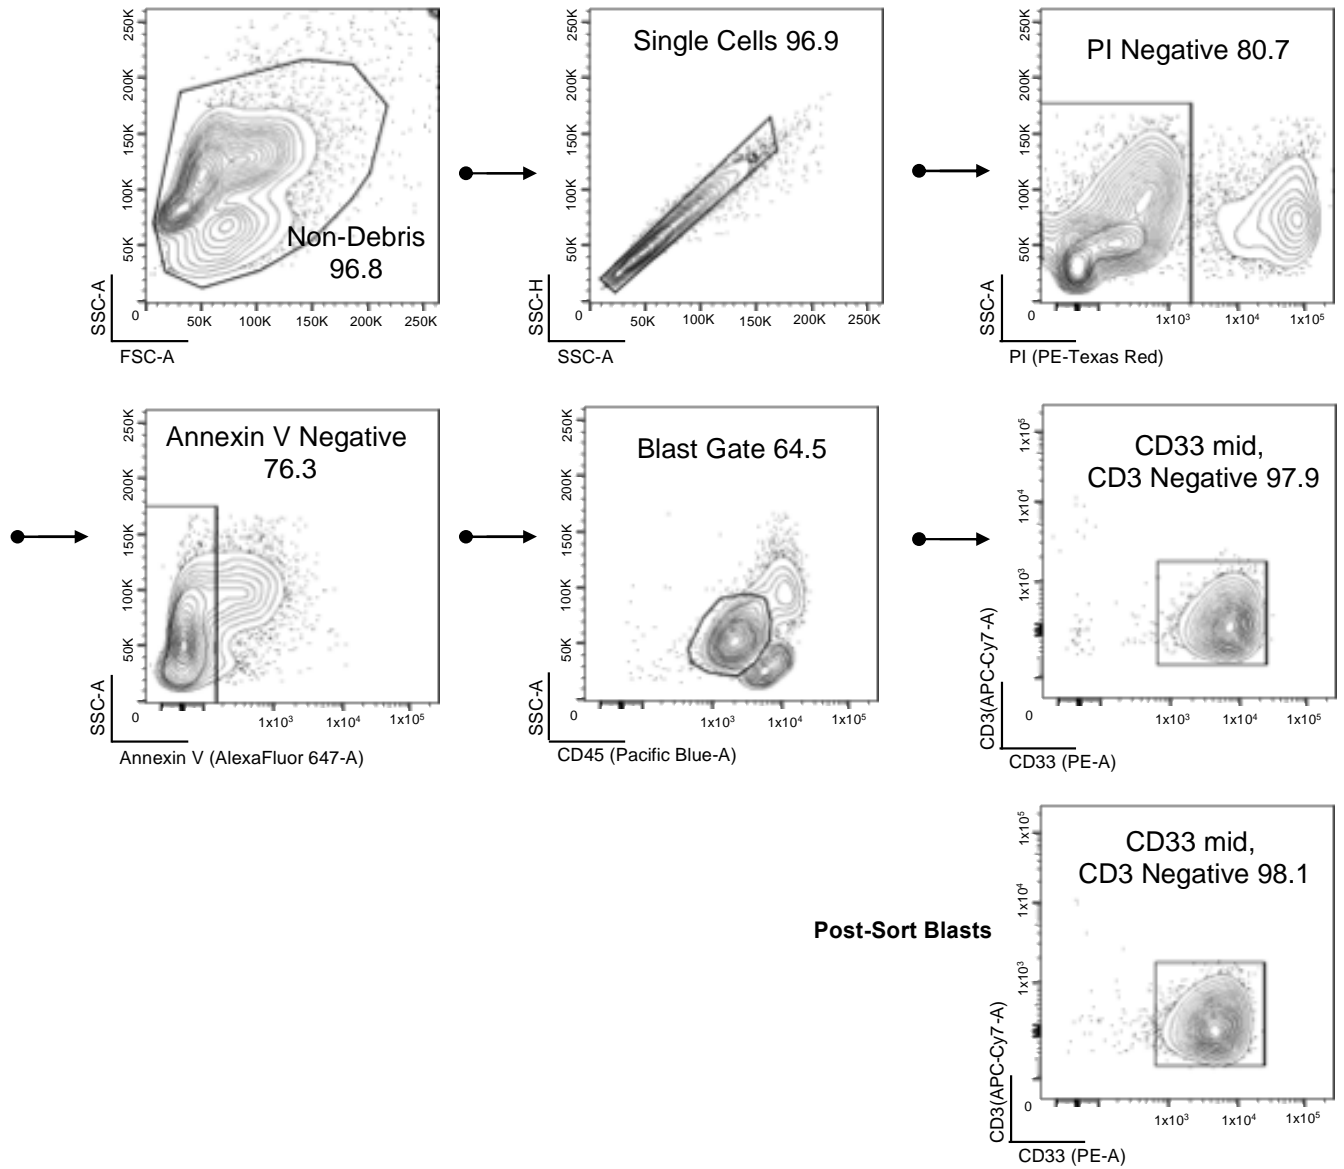 Non-Debris
96.8
250K
200K
150K
100K
50K
0
50K
100K
150K
200K
250K
SSC-A
FSC-A
Single Cells 96.9
250K
200K
150K
100K
50K
0
50K
100K
150K
200K
250K
SSC-H
SSC-A
PI Negative 80.7
250K
200K
150K
100K
50K
0
1x10³
1x10⁴
1x10⁵
SSC-A
PI (PE-Texas Red)
Annexin V Negative
76.3
250K
200K
150K
100K
50K
0
1x10³
1x10⁴
1x10⁵
SSC-A
Annexin V (AlexaFluor 647-A)
Blast Gate 64.5
250K
200K
150K
100K
50K
0
1x10³
1x10⁴
1x10⁵
SSC-A
CD45 (Pacific Blue-A)
CD33 mid,
CD3 Negative 97.9
1x10⁵
1x10⁴
1x10³
0
1x10³
1x10⁴
1x10⁵
CD3(APC-Cy7-A)
CD33 (PE-A)
Post-Sort Blasts
CD33 mid,
CD3 Negative 98.1
1x10⁵
1x10⁴
1x10³
0
1x10³
1x10⁴
1x10⁵
CD3(APC-Cy7-A)
CD33 (PE-A)